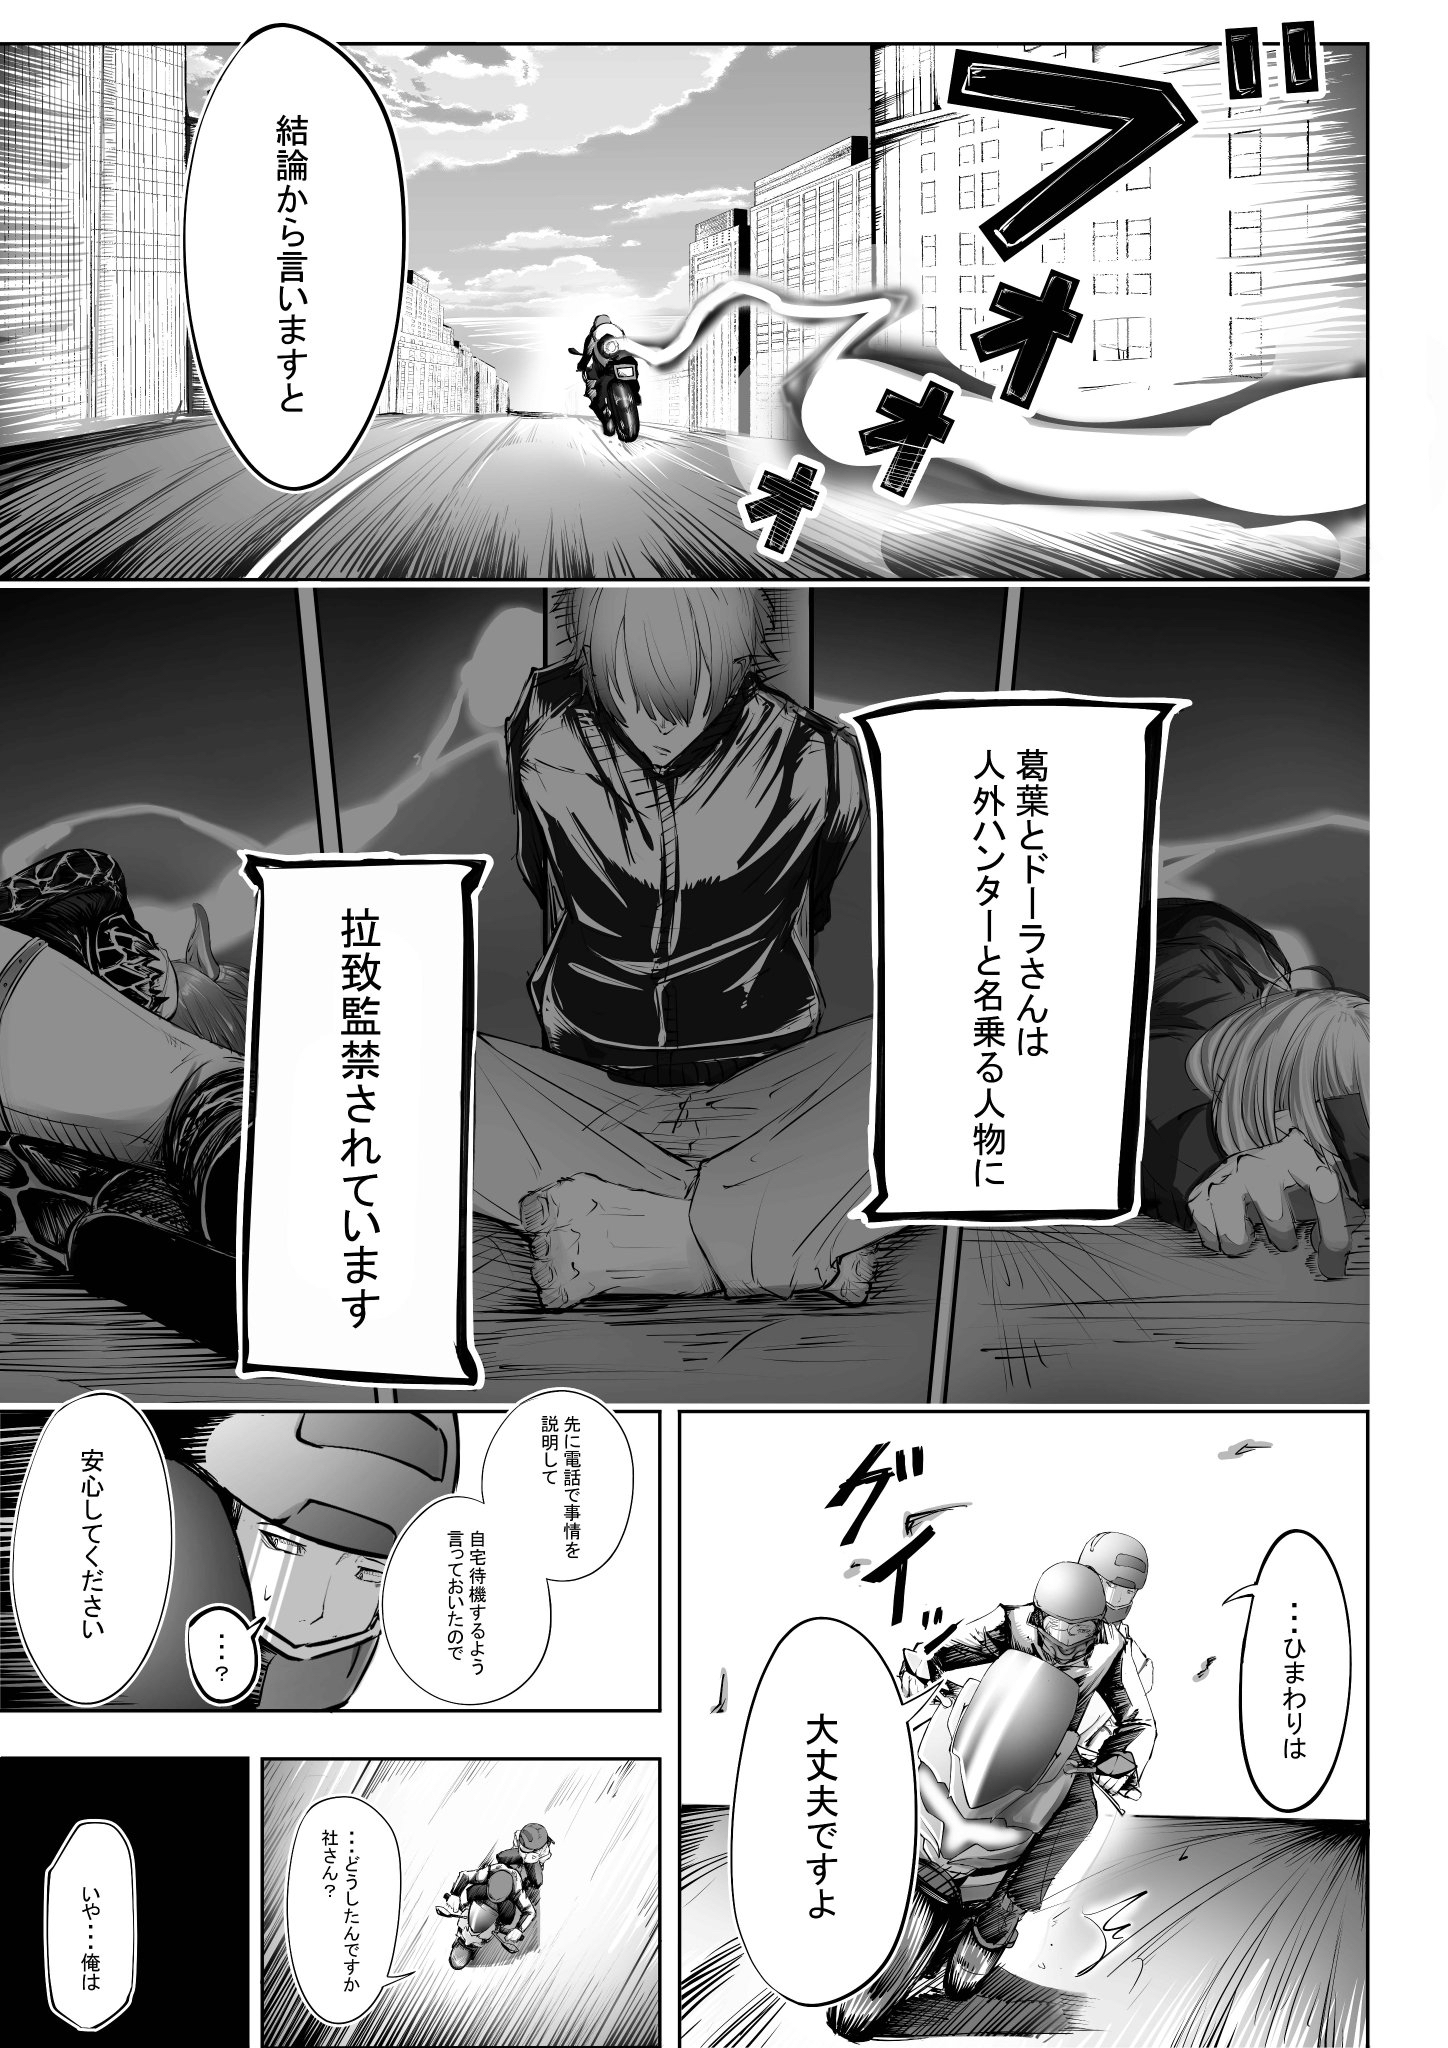 ブオオオ
結論から言いますと
葛葉とドーラさんは
人外ハンターと名乗る人物に
拉致監禁されています
・・・ひまわりは
グイッ
大丈夫ですよ
先に電話で事情を
説明して
自宅待機するよう
言っておいたので
・・・？
安心してください
・・・どうしたんですか
社さん？
いや・・・俺は